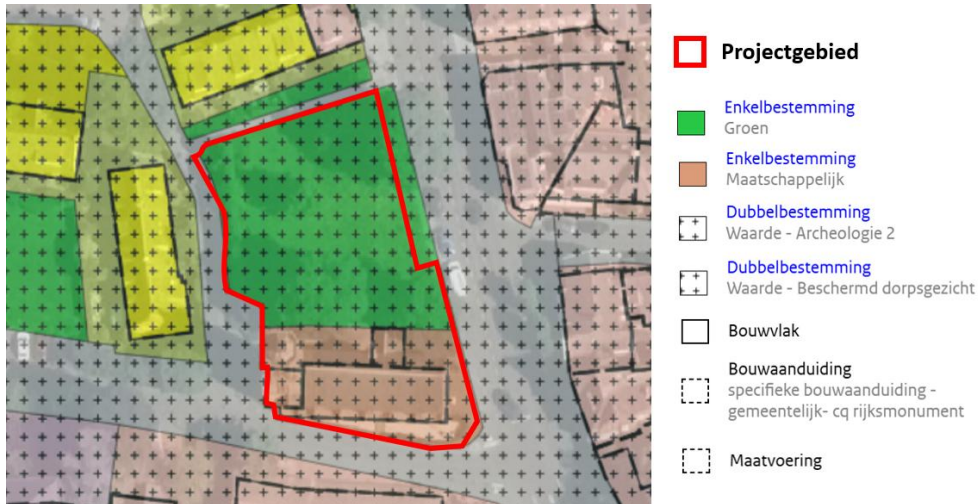 Projectgebied
Enkelbestemming
Groen
Enkelbestemming
Maatschappelijk
Dubbelbestemming
Waarde - Archeologie 2
Dubbelbestemming
Waarde - Beschermd dorpsgezicht
Bouwvlak
Bouwaanduiding
specifieke bouwaanduiding -
gemeentelijk- cq rijksmonument
Maatvoering